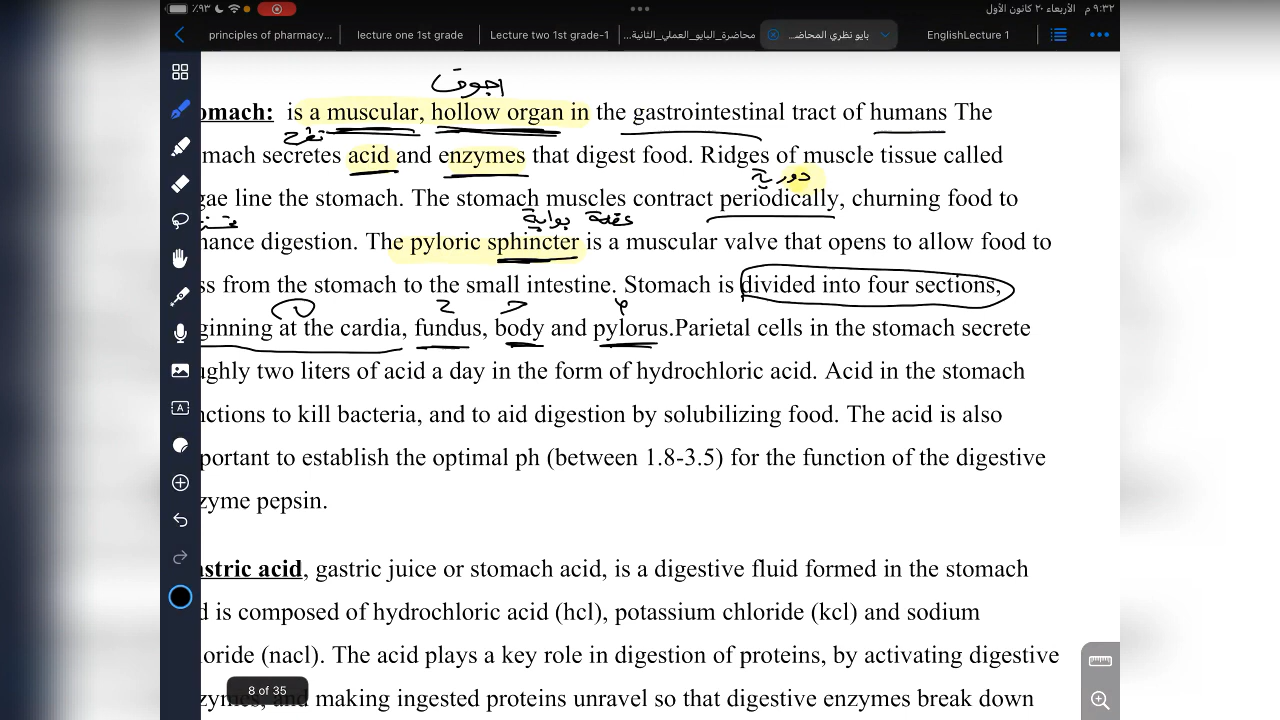 ٪٩٣
٩:٣٢ م الأربعاء ٢٠ كانون الأول
principles of pharmacy...
lecture one 1st grade
Lecture two 1st grade-1
محاضرة_البايو_العملي_الثانية...
بايو نظري المحاض...
EnglishLecture 1
اجوف
omach: is a muscular, hollow organ in the gastrointestinal tract of humans The
تفرح
mach secretes acid and enzymes that digest food. Ridges of muscle tissue called
دورية
gae line the stomach. The stomach muscles contract periodically, churning food to
بوابة
hance digestion. The pyloric sphincter is a muscular valve that opens to allow food to
ss from the stomach to the small intestine. Stomach is divided into four sections,
ginning at the cardia, fundus, body and pylorus.Parietal cells in the stomach secrete
ughly two liters of acid a day in the form of hydrochloric acid. Acid in the stomach
nctions to kill bacteria, and to aid digestion by solubilizing food. The acid is also
portant to establish the optimal ph (between 1.8-3.5) for the function of the digestive
zyme pepsin.
astric acid, gastric juice or stomach acid, is a digestive fluid formed in the stomach
d is composed of hydrochloric acid (hcl), potassium chloride (kcl) and sodium
loride (nacl). The acid plays a key role in digestion of proteins, by activating digestive
zymes, and making ingested proteins unravel so that digestive enzymes break down
8 of 35